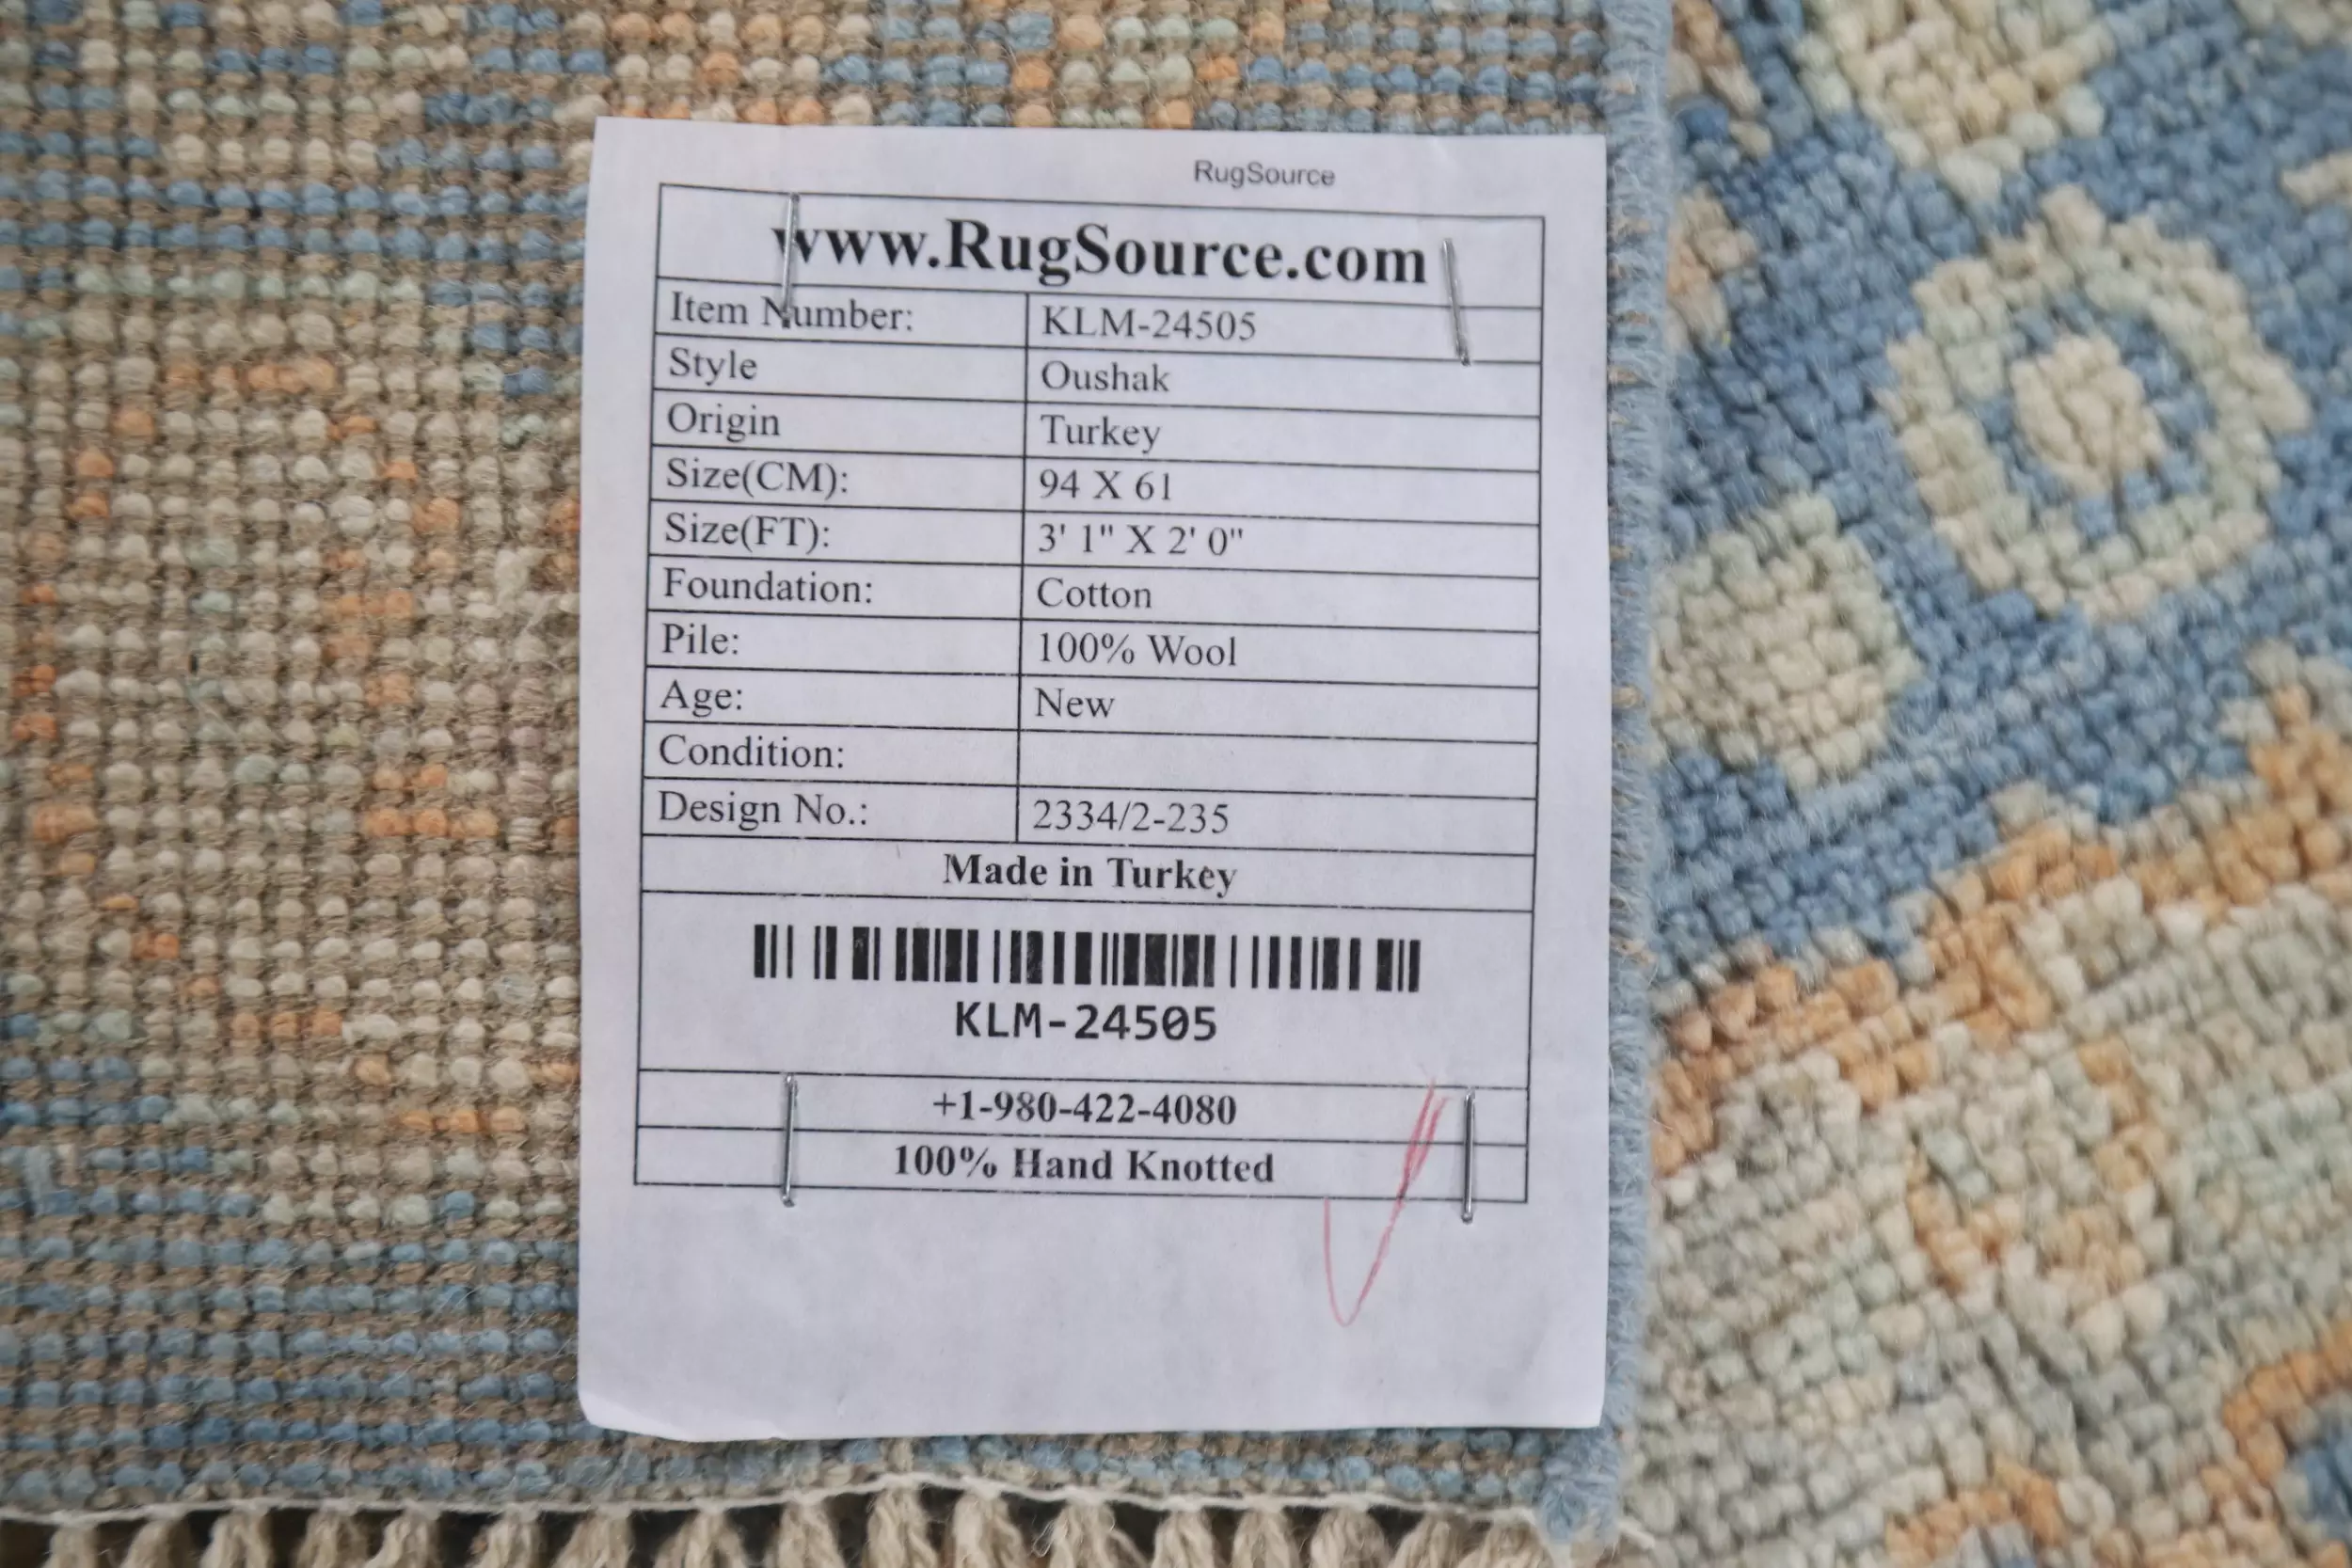 RugSource
www.RugSource.com
Item Number: KLM-24505
Style Oushak
Origin Turkey
Size(CM): 94 X 61
Size(FT): 3' 1" X 2' 0"
Foundation: Cotton
Pile: 100% Wool
Age: New
Condition:
Design No.: 2334/2-235
Made in Turkey
KLM-24505
+1-980-422-4080
100% Hand Knotted